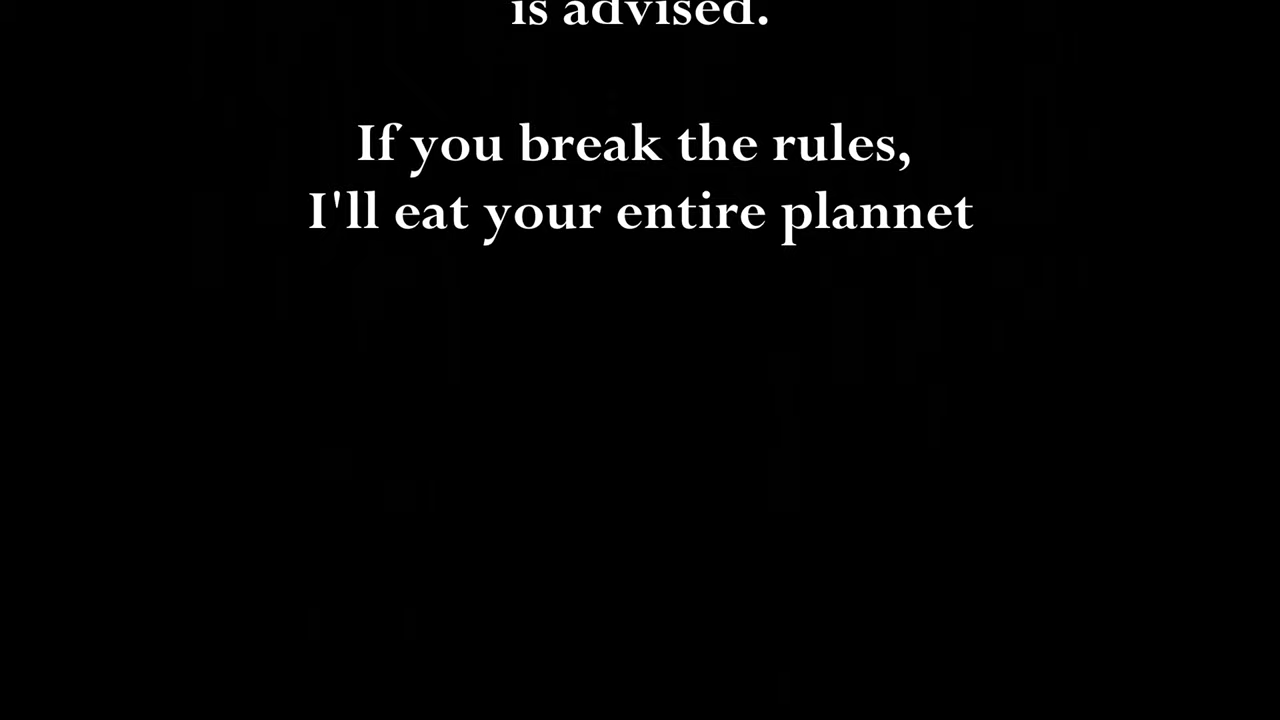 is advised.
If you break the rules,
I'll eat your entire plannet